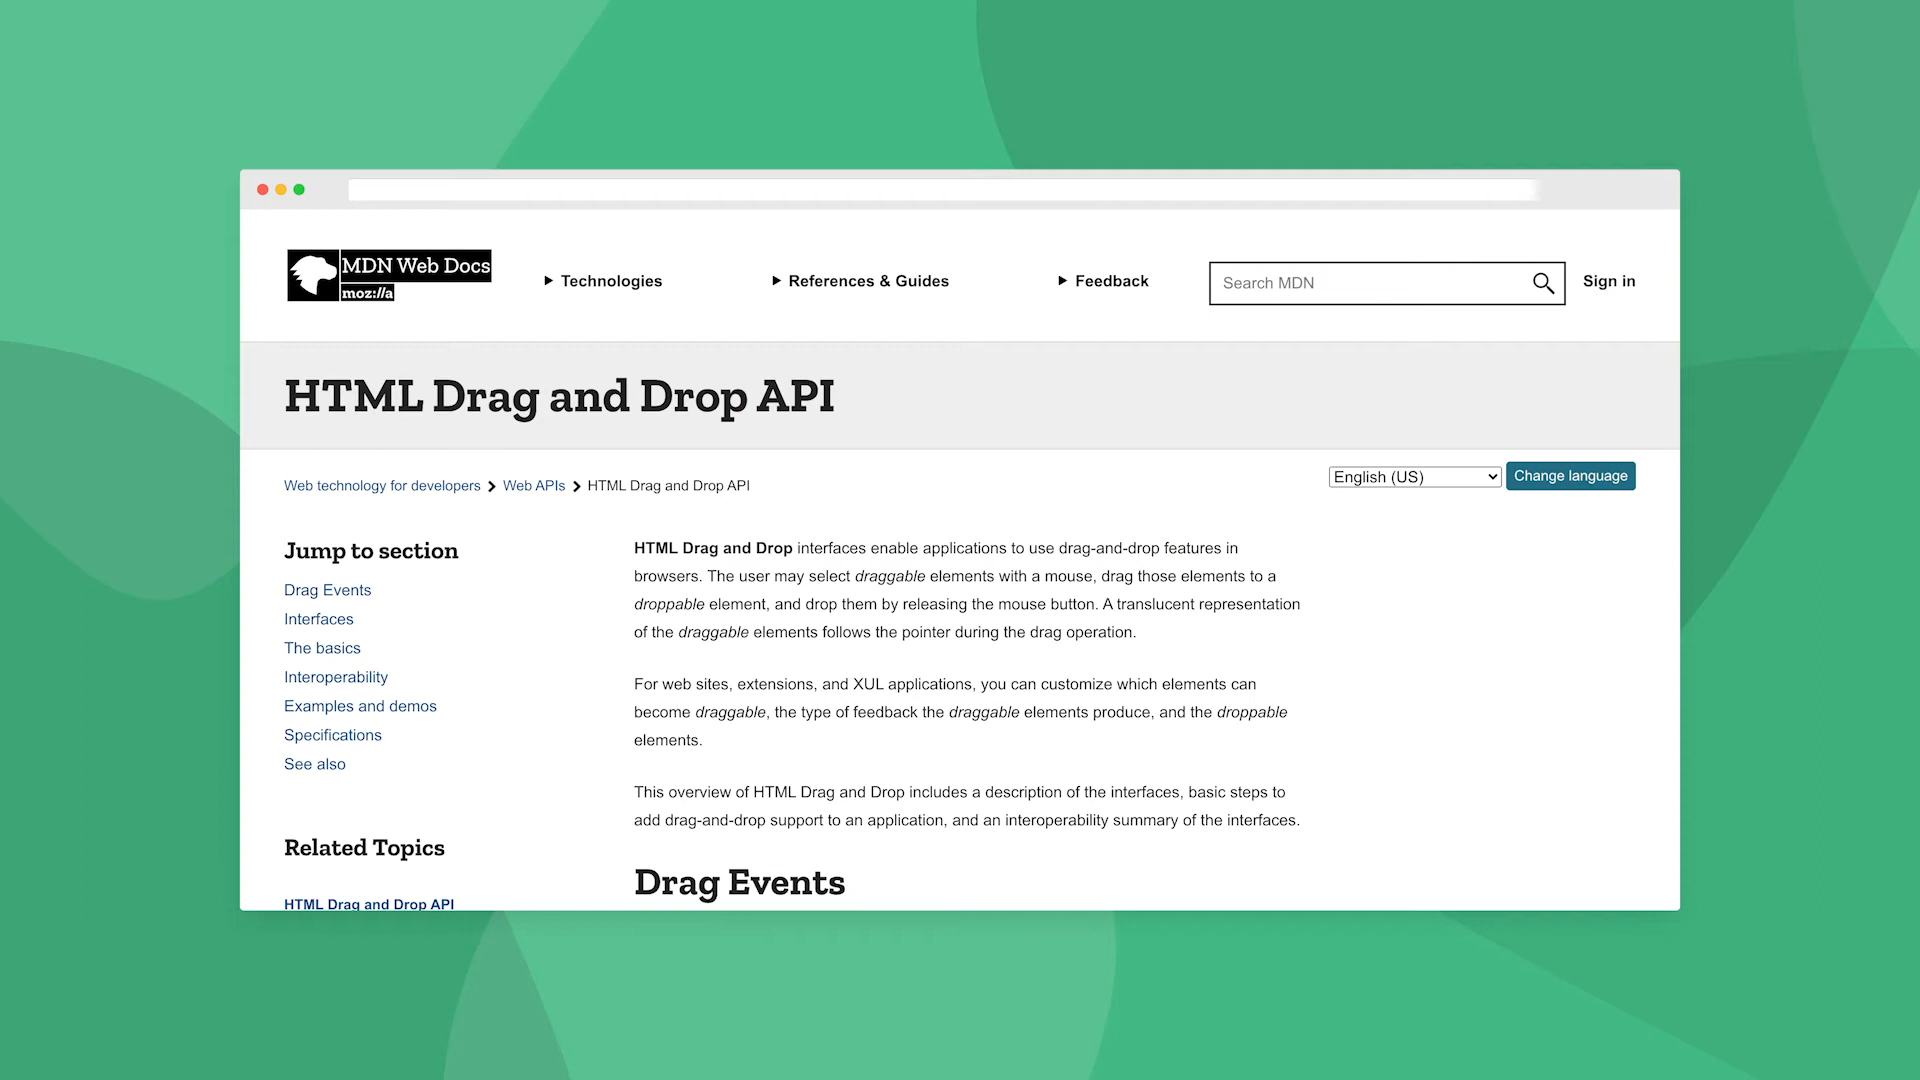 MDN Web Docs
moz://a
Technologies
References & Guides
Feedback
Search MDN
Sign in
HTML Drag and Drop API
Web technology for developers
Web APIs
HTML Drag and Drop API
English (US)
Change language
Jump to section
Drag Events
Interfaces
The basics
Interoperability
Examples and demos
Specifications
See also
Related Topics
HTML Drag and Drop API
HTML Drag and Drop interfaces enable applications to use drag-and-drop features in
browsers. The user may select draggable elements with a mouse, drag those elements to a
droppable element, and drop them by releasing the mouse button. A translucent representation
of the draggable elements follows the pointer during the drag operation.
For web sites, extensions, and XUL applications, you can customize which elements can
become draggable, the type of feedback the draggable elements produce, and the droppable
elements.
This overview of HTML Drag and Drop includes a description of the interfaces, basic steps to
add drag-and-drop support to an application, and an interoperability summary of the interfaces.
Drag Events